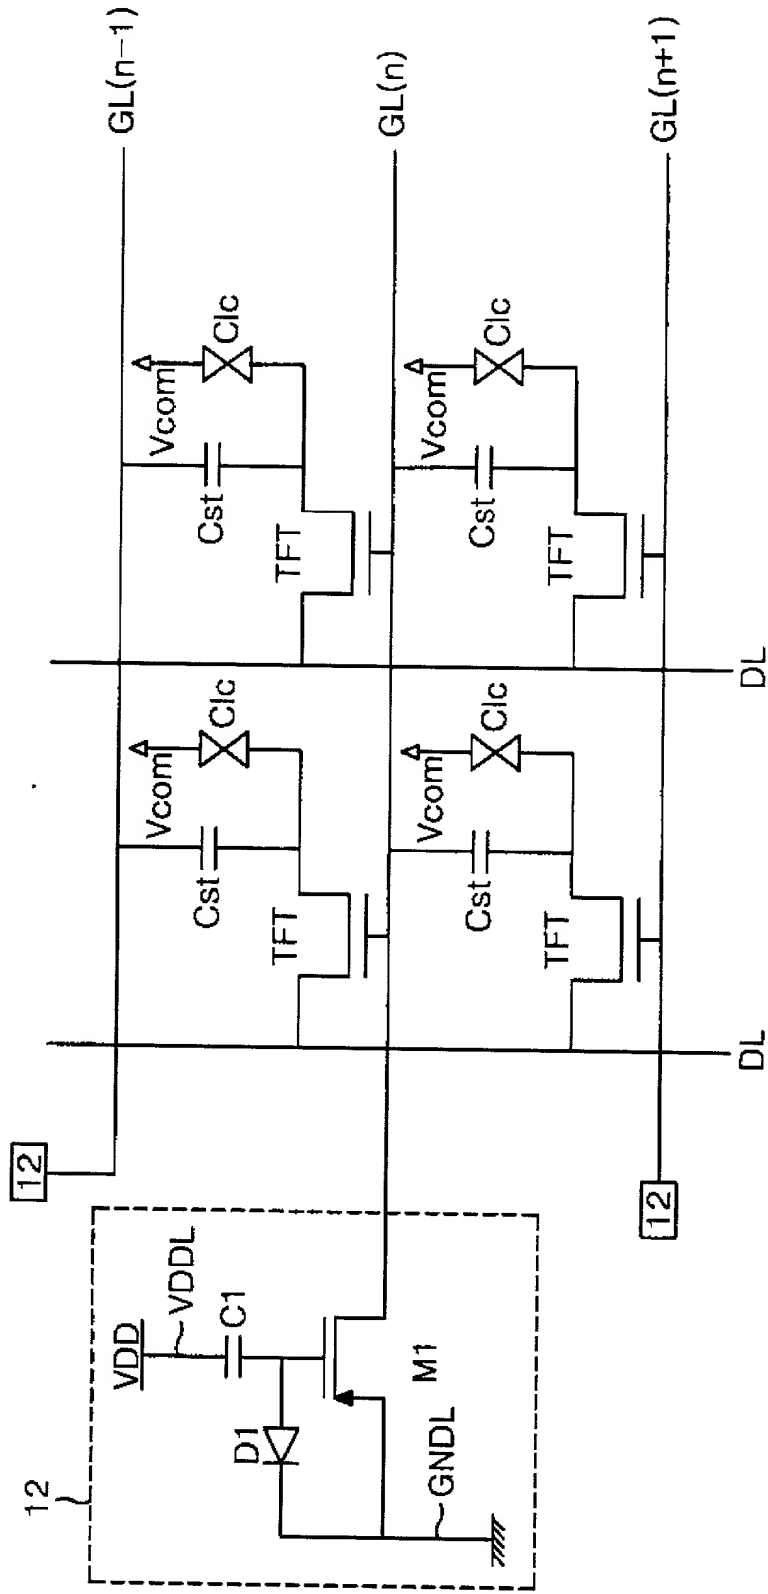 GL(n-1)
GL(n)
GL(n+1)
Vcom
Clc
Cst
TFT
Vcom
Clc
Cst
TFT
DL
Vcom
Clc
Cst
TFT
Vcom
Clc
Cst
TFT
DL
12
12
12
VDD
VDDL
C1
D1
M1
GNDL